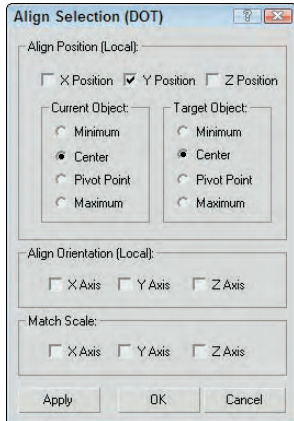 Align Selection (DOT)
Align Position (Local):
X Position Y Position Z Position
Current Object: Target Object:
Minimum Minimum
Center Center
Pivot Point Pivot Point
Maximum Maximum
Align Orientation (Local):
X Axis Y Axis Z Axis
Match Scale:
X Axis Y Axis Z Axis
Apply OK Cancel